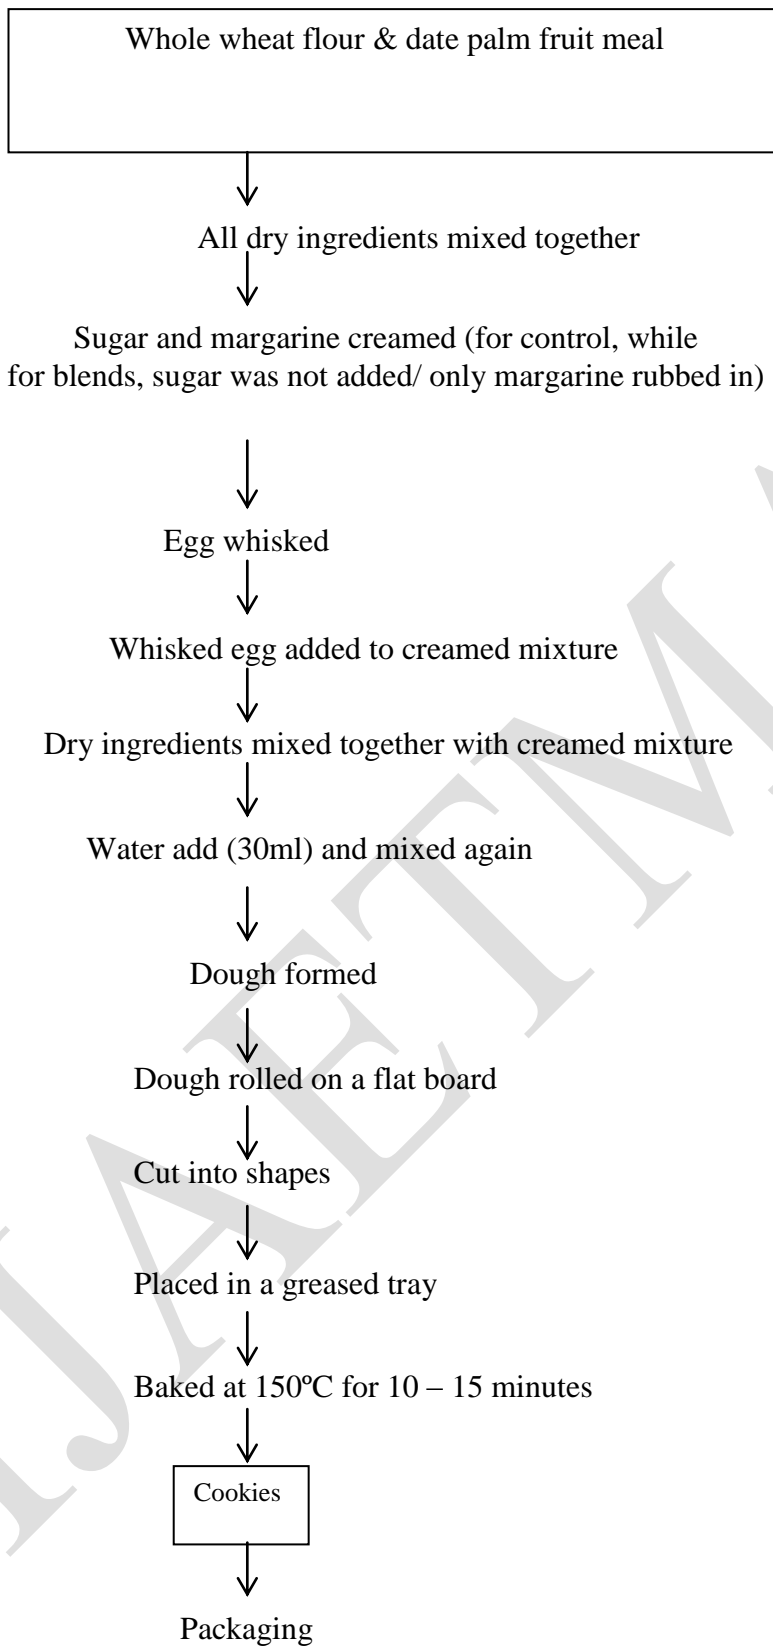 Whole wheat flour & date palm fruit meal
All dry ingredients mixed together
Sugar and margarine creamed (for control, while
for blends, sugar was not added/ only margarine rubbed in)
Egg whisked
Whisked egg added to creamed mixture
Dry ingredients mixed together with creamed mixture
Water add (30ml) and mixed again
Dough formed
Dough rolled on a flat board
Cut into shapes
Placed in a greased tray
Baked at 150ºC for 10 – 15 minutes
Cookies
Packaging
IJAETM